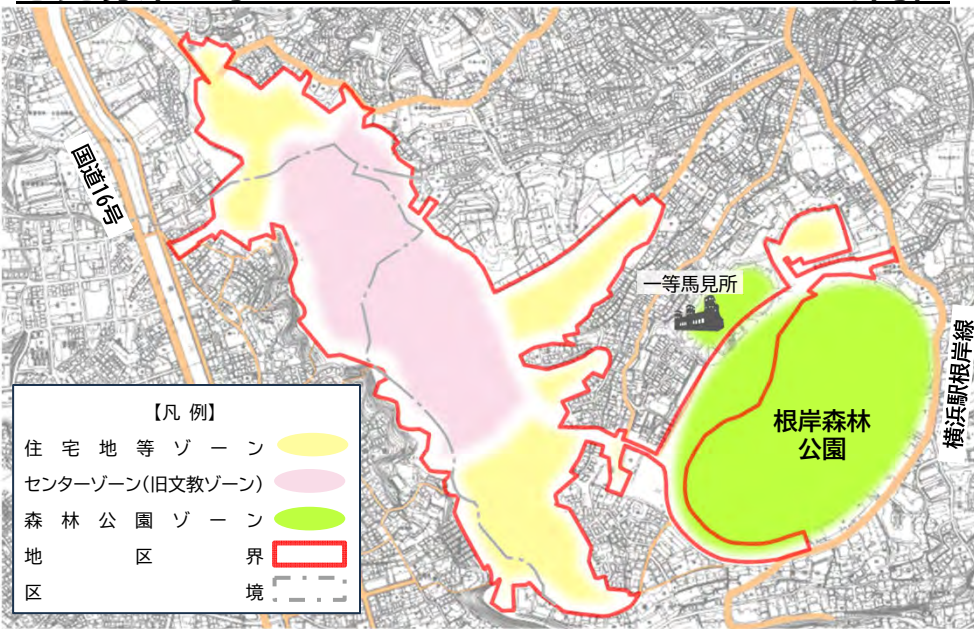 国道16号
一等馬見所
根岸森林
公園
横浜駅根岸線
【凡 例】
住宅地等ゾーン
センターゾーン(旧文教ゾーン)
森林公園ゾーン
地区界
区境